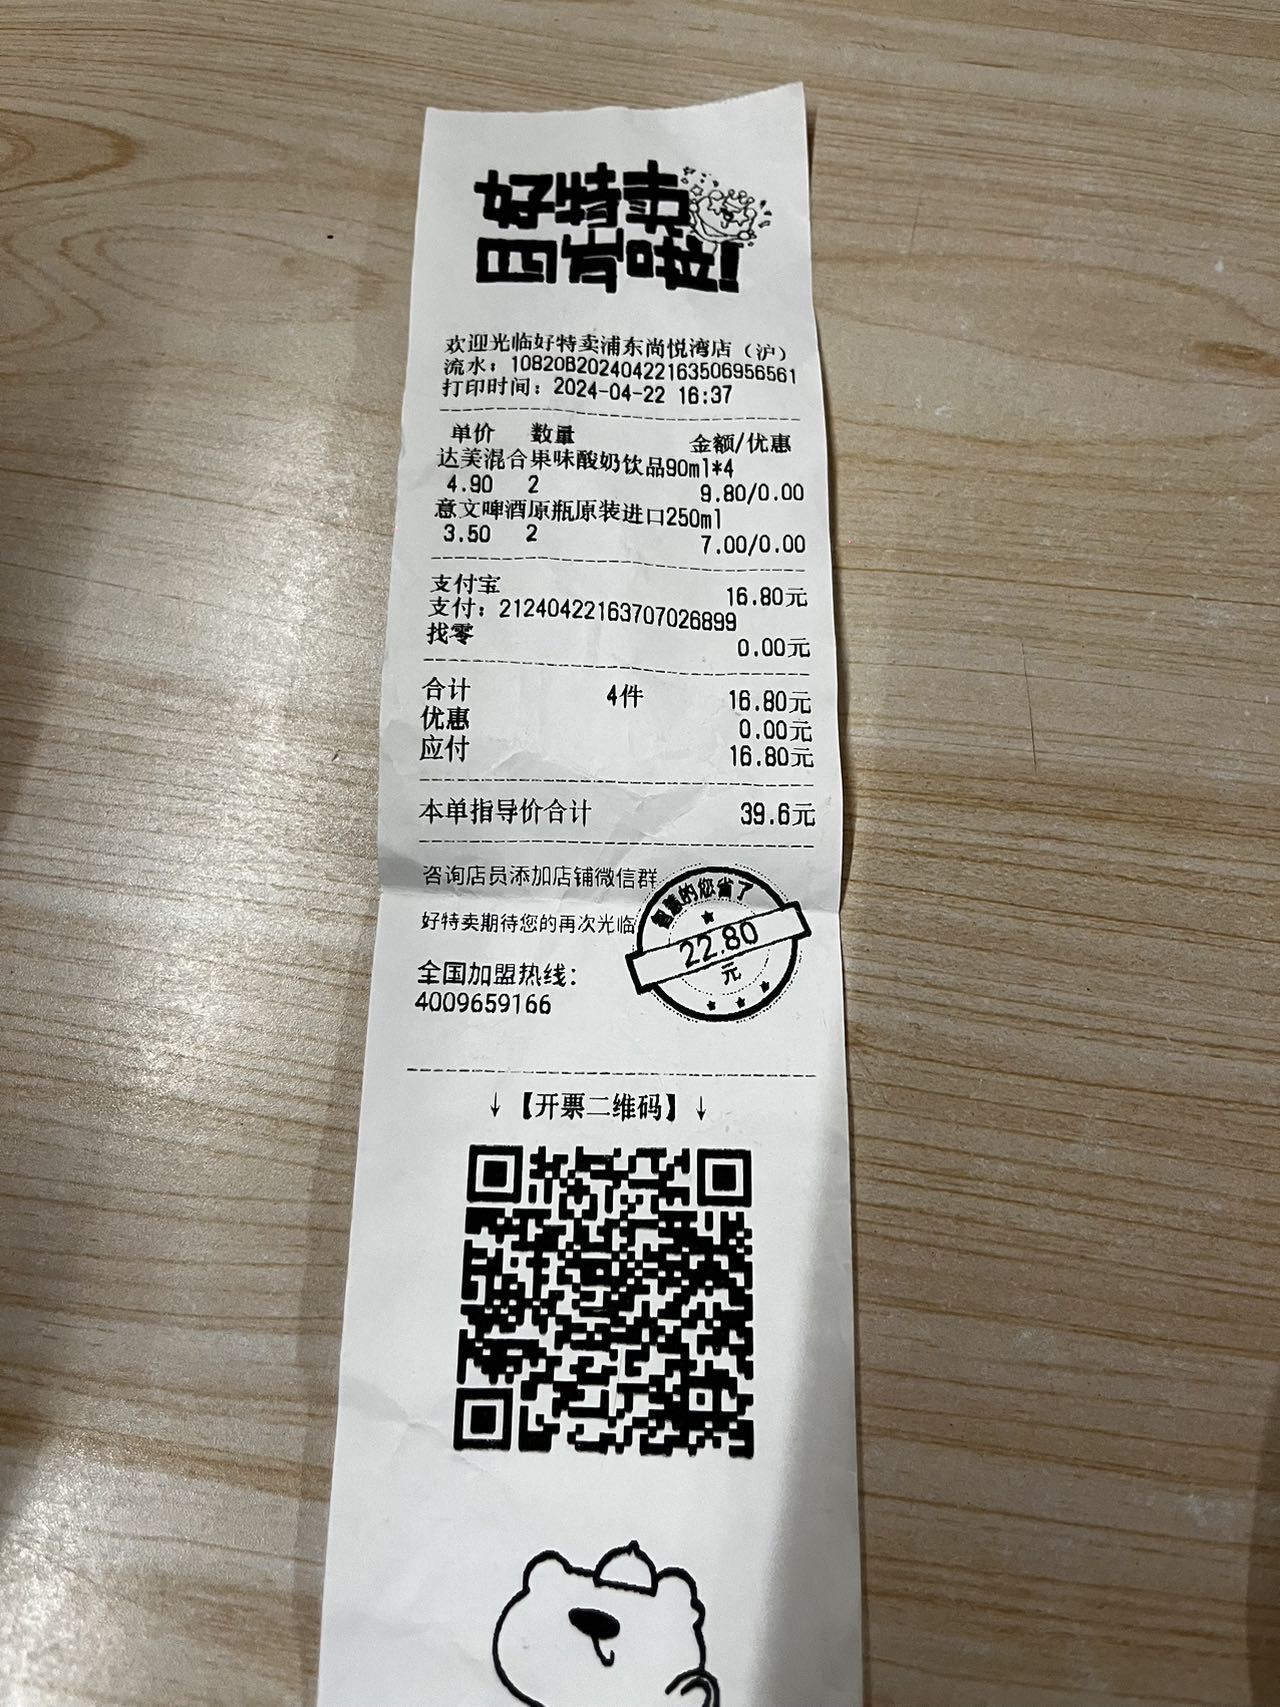 好特卖
欢迎光临好特卖浦东尚悦湾店（沪）
流水：10820B20240422163506956561
打印时间：2024-04-22 16:37
单价 数量 金额/优惠
达美混合果味酸奶饮品90ml*4
4.90 2 9.80/0.00
意文啤酒原瓶原装进口250ml
3.50 2 7.00/0.00
支付宝 16.80元
支付：21240422163707026899
找零 0.00元
合计 4件 16.80元
优惠 0.00元
应付 16.80元
本单指导价合计 39.6元
咨询店员添加店铺微信群
好特卖期待您的再次光临
智慧的您省了
22.80
元
全国加盟热线：
4009659166
↓【开票二维码】↓